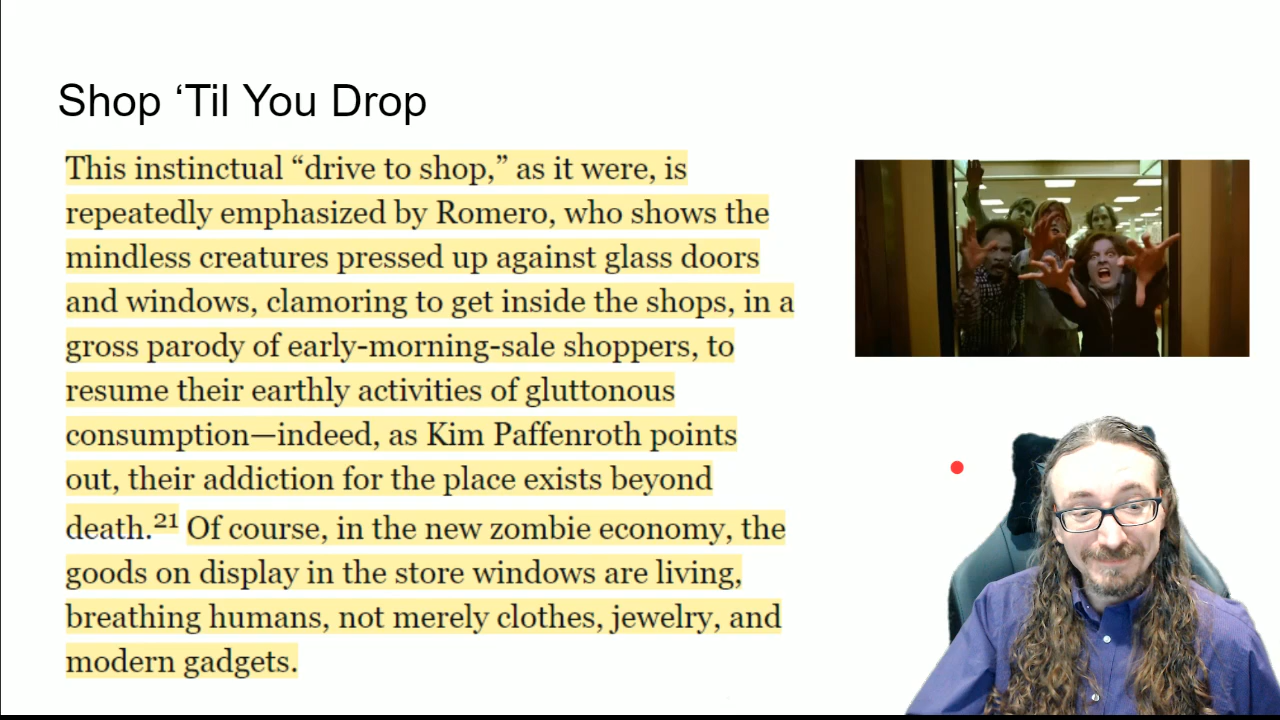 Shop ‘Til You Drop
This instinctual “drive to shop,” as it were, is
repeatedly emphasized by Romero, who shows the
mindless creatures pressed up against glass doors
and windows, clamoring to get inside the shops, in a
gross parody of early-morning-sale shoppers, to
resume their earthly activities of gluttonous
consumption—indeed, as Kim Paffenroth points
out, their addiction for the place exists beyond
death.²¹ Of course, in the new zombie economy, the
goods on display in the store windows are living,
breathing humans, not merely clothes, jewelry, and
modern gadgets.